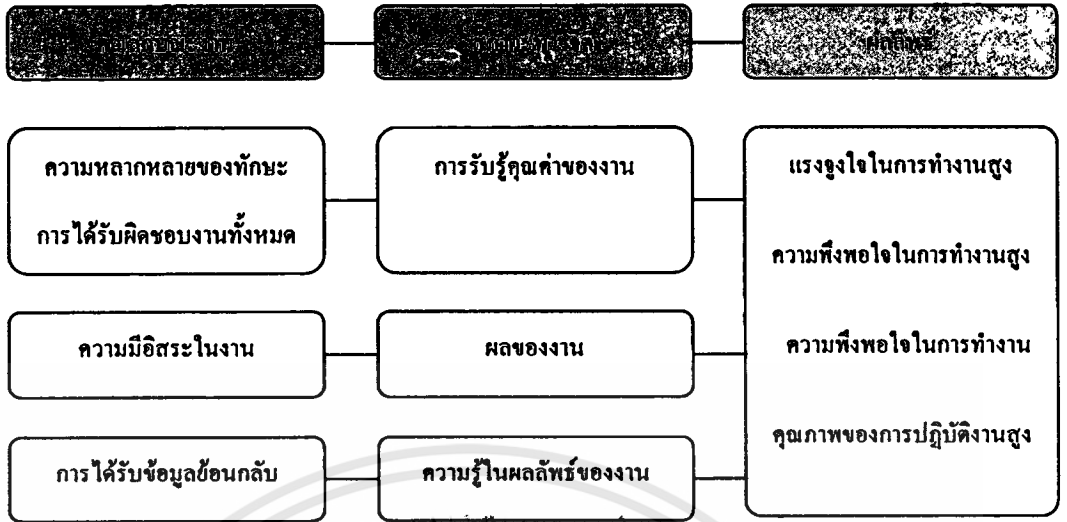 ผลลัพธ์
ความหลากหลายของทักษะ
การได้รับผิดชอบงานทั้งหมด
การรับรู้คุณค่าของงาน
แรงจูงใจในการทำงานสูง
ความพึงพอใจในการทำงานสูง
ความพึงพอใจในการทำงาน
คุณภาพของการปฏิบัติงานสูง
ความมีอิสระในงาน
ผลของงาน
การได้รับข้อมูลย้อนกลับ
ความรู้ในผลลัพธ์ของงาน